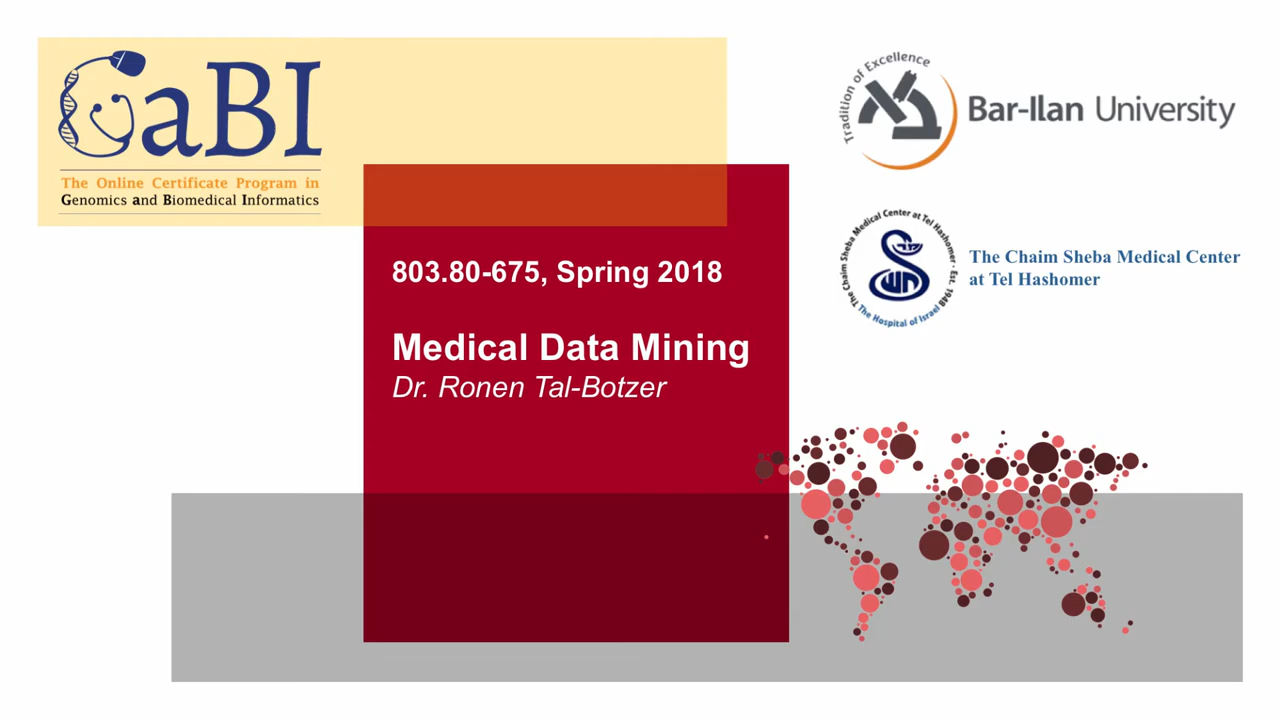 GaBI
The Online Certificate Program in
Genomics and Biomedical Informatics
Tradition of Excellence
Bar-Ilan University
The Chaim Sheba Medical Center at Tel Hashomer · Est. 1948
The Hospital of Israel
The Chaim Sheba Medical Center
at Tel Hashomer
803.80-675, Spring 2018
Medical Data Mining
Dr. Ronen Tal-Botzer